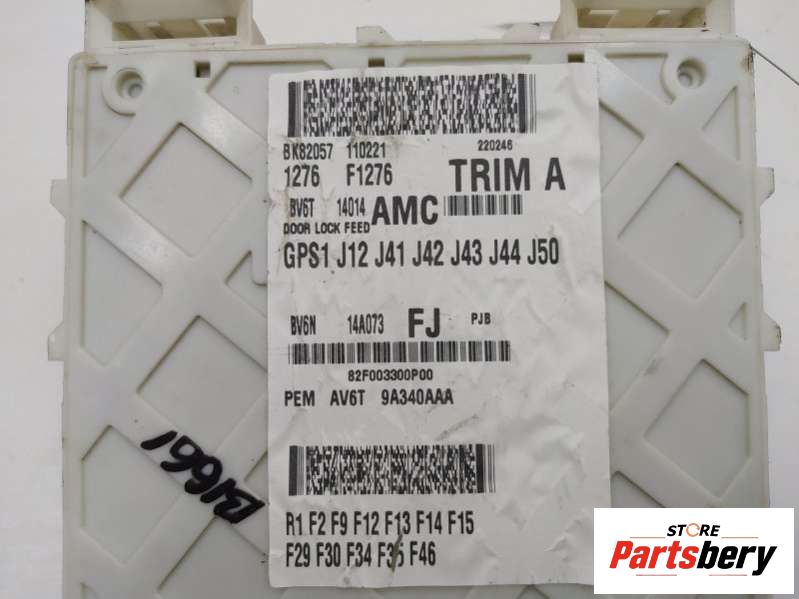 BK82057 110221 220246
1276 F1276 TRIM A
BV6T 14014 AMC
DOOR LOCK FEED
GPS1 J12 J41 J42 J43 J44 J50
BV6N 14A073 FJ PJB
82F003300P00
PEM AV6T 9A340AAA
B1661
R1 F2 F9 F12 F13 F14 F15
F29 F30 F34 F36 F46
STORE
Partsbery